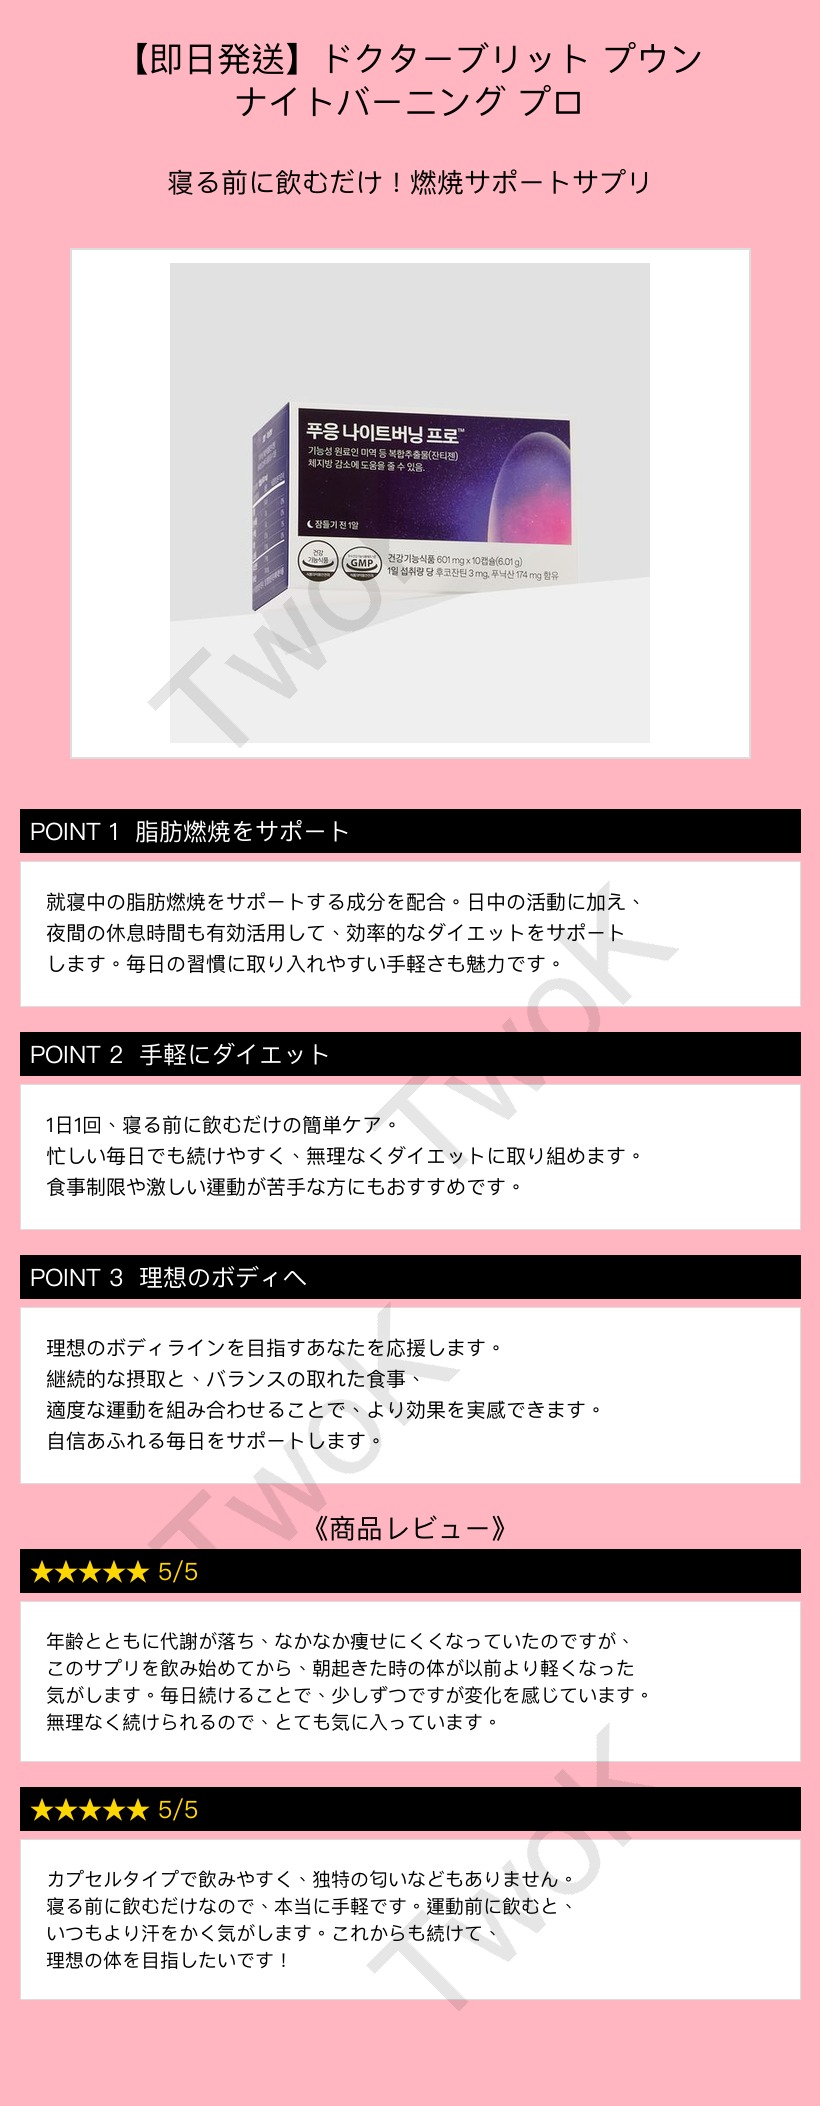 【即日発送】ドクターブリット プウン
ナイトバーニング プロ
寝る前に飲むだけ！燃焼サポートサプリ
푸응 나이트버닝 프로™
기능성 원료인 미역 등 복합추출물(잔티젠)
체지방 감소에 도움을 줄 수 있음.
잠들기 전 1알
건강
기능식품
GMP
건강기능식품 601 mg x 10캡슐(6.01 g)
1일 섭취량 당 후코잔틴 3 mg, 푸닉산 174 mg 함유
TwoK
POINT 1 脂肪燃焼をサポート
就寝中の脂肪燃焼をサポートする成分を配合。日中の活動に加え、
夜間の休息時間も有効活用して、効率的なダイエットをサポート
します。毎日の習慣に取り入れやすい手軽さも魅力です。
TwoK
POINT 2 手軽にダイエット
1日1回、寝る前に飲むだけの簡単ケア。
忙しい毎日でも続けやすく、無理なくダイエットに取り組めます。
食事制限や激しい運動が苦手な方にもおすすめです。
POINT 3 理想のボディへ
理想のボディラインを目指すあなたを応援します。
継続的な摂取と、バランスの取れた食事、
適度な運動を組み合わせることで、より効果を実感できます。
自信あふれる毎日をサポートします。
TwoK
《商品レビュー》
★★★★★ 5/5
年齢とともに代謝が落ち、なかなか痩せにくくなっていたのですが、
このサプリを飲み始めてから、朝起きた時の体が以前より軽くなった
気がします。毎日続けることで、少しずつですが変化を感じています。
無理なく続けられるので、とても気に入っています。
★★★★★ 5/5
カプセルタイプで飲みやすく、独特の匂いなどもありません。
寝る前に飲むだけなので、本当に手軽です。運動前に飲むと、
いつもより汗をかく気がします。これからも続けて、
理想の体を目指したいです！
TwoK